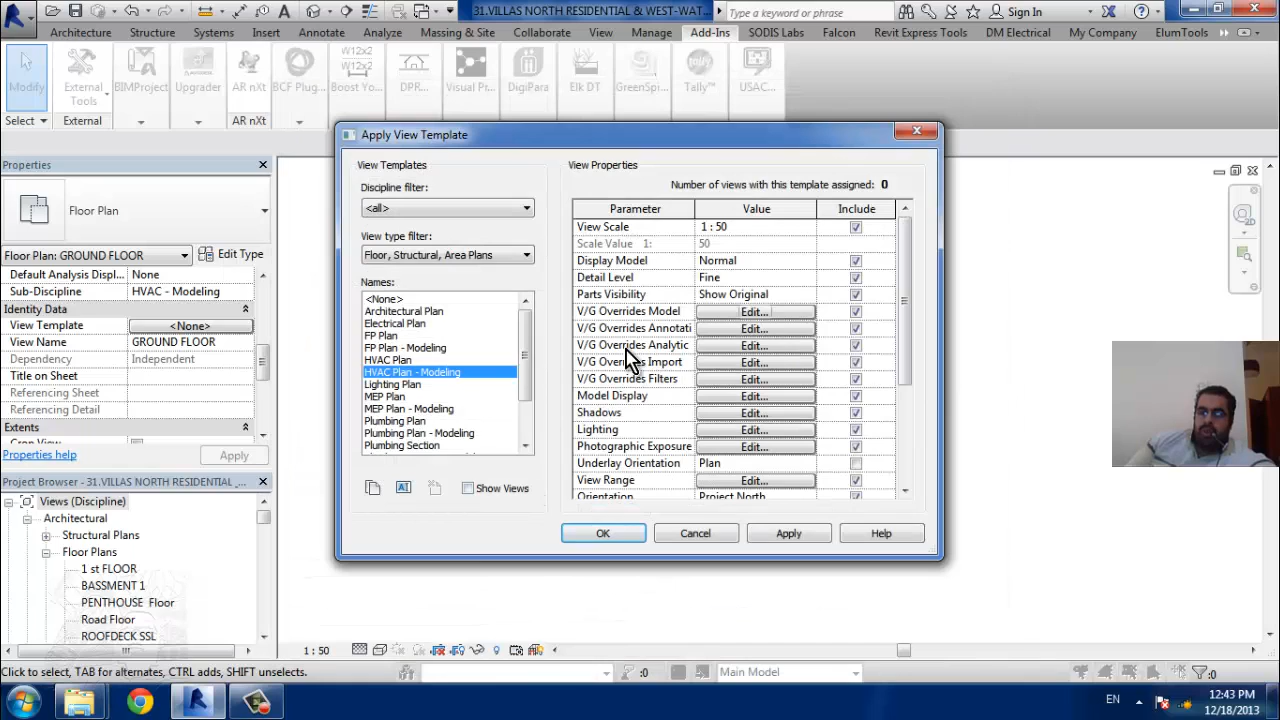 31.VILLAS NORTH RESIDENTIAL & WEST-WAT...
Type a keyword or phrase
Sign In
Architecture Structure Systems Insert Annotate Analyze Massing & Site Collaborate View Manage Add-Ins SODIS Labs Falcon Revit Express Tools DM Electrical My Company ElumTools
W12x2
W12x2
Modify External Tools BIMProject Upgrader AR nXt BCF Plug... Boost Yo... DPR... Visual Pr... DigiPara Elk DT GreenSpi... Tally™ USAC...
Select External AR nXt
Properties
Floor Plan
Floor Plan: GROUND FLOOR Edit Type
Default Analysis Displ... None
Sub-Discipline HVAC - Modeling
Identity Data
View Template <None>
View Name GROUND FLOOR
Dependency Independent
Title on Sheet
Referencing Sheet
Referencing Detail
Extents
Crop View
Properties help Apply
Project Browser - 31.VILLAS NORTH RESIDENTIAL ...
Views (Discipline)
Architectural
Structural Plans
Floor Plans
1 st FLOOR
BASSMENT 1
PENTHOUSE Floor
Road Floor
ROOFDECK SSL
Apply View Template
View Templates
Discipline filter:
<all>
View type filter:
Floor, Structural, Area Plans
Names:
<None>
Architectural Plan
Electrical Plan
FP Plan
FP Plan - Modeling
HVAC Plan
HVAC Plan - Modeling
Lighting Plan
MEP Plan
MEP Plan - Modeling
Plumbing Plan
Plumbing Plan - Modeling
Plumbing Section
Show Views
View Properties
Number of views with this template assigned: 0
Parameter Value Include
View Scale 1 : 50
Scale Value 1: 50
Display Model Normal
Detail Level Fine
Parts Visibility Show Original
V/G Overrides Model Edit...
V/G Overrides Annotati Edit...
V/G Overrides Analytic Edit...
V/G Overrides Import Edit...
V/G Overrides Filters Edit...
Model Display Edit...
Shadows Edit...
Lighting Edit...
Photographic Exposure Edit...
Underlay Orientation Plan
View Range Edit...
Orientation Project North
OK Cancel Apply Help
1 : 50
Click to select, TAB for alternates, CTRL adds, SHIFT unselects.
:0
Main Model
:0
EN
12:43 PM
12/18/2013